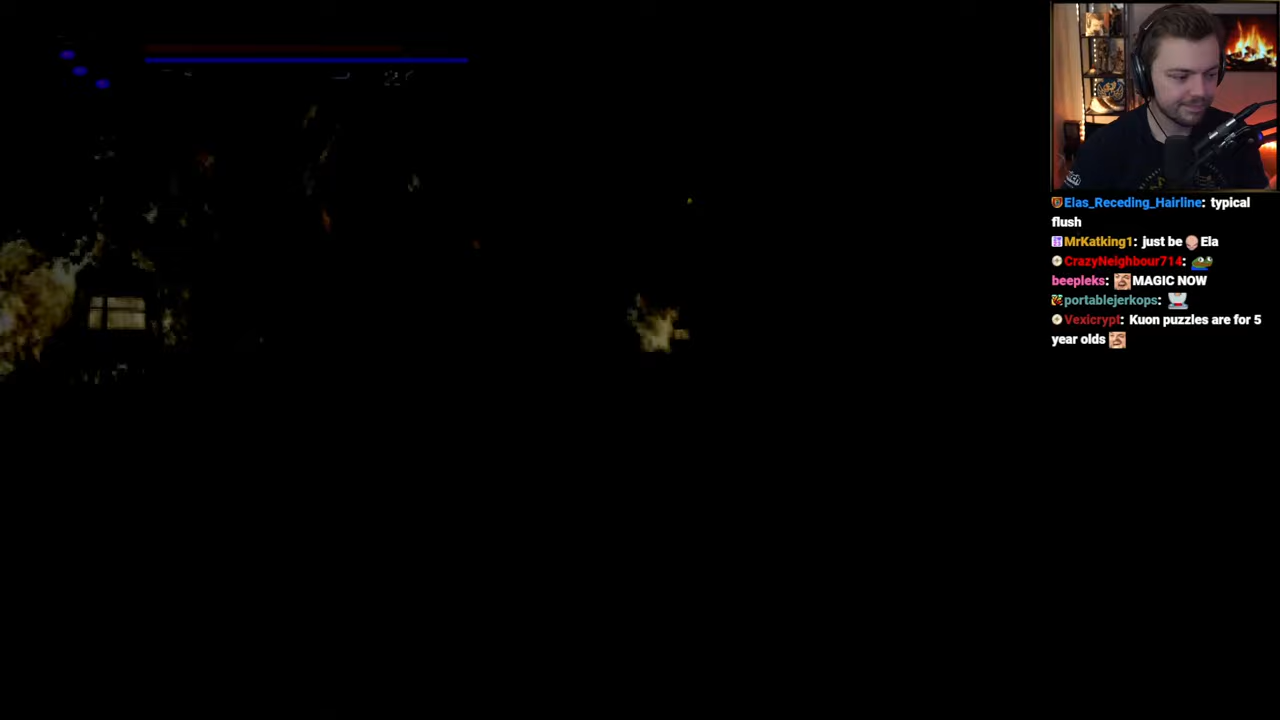 Elas_Receding_Hairline: typical
flush
MrKatking1: just be Ela
CrazyNeighbour714:
beepleks: MAGIC NOW
portablejerkops:
Vexicrypt: Kuon puzzles are for 5
year olds